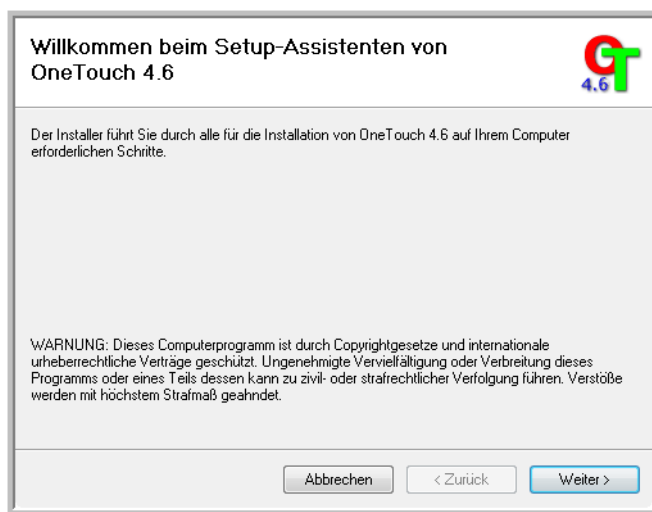 Willkommen beim Setup-Assistenten von
OneTouch 4.6
OT
4.6
Der Installer führt Sie durch alle für die Installation von OneTouch 4.6 auf Ihrem Computer
erforderlichen Schritte.
WARNUNG: Dieses Computerprogramm ist durch Copyrightgesetze und internationale
urheberrechtliche Verträge geschützt. Ungenehmigte Vervielfältigung oder Verbreitung dieses
Programms oder eines Teils dessen kann zu zivil- oder strafrechtlicher Verfolgung führen. Verstöße
werden mit höchstem Strafmaß geahndet.
Abbrechen < Zurück Weiter >